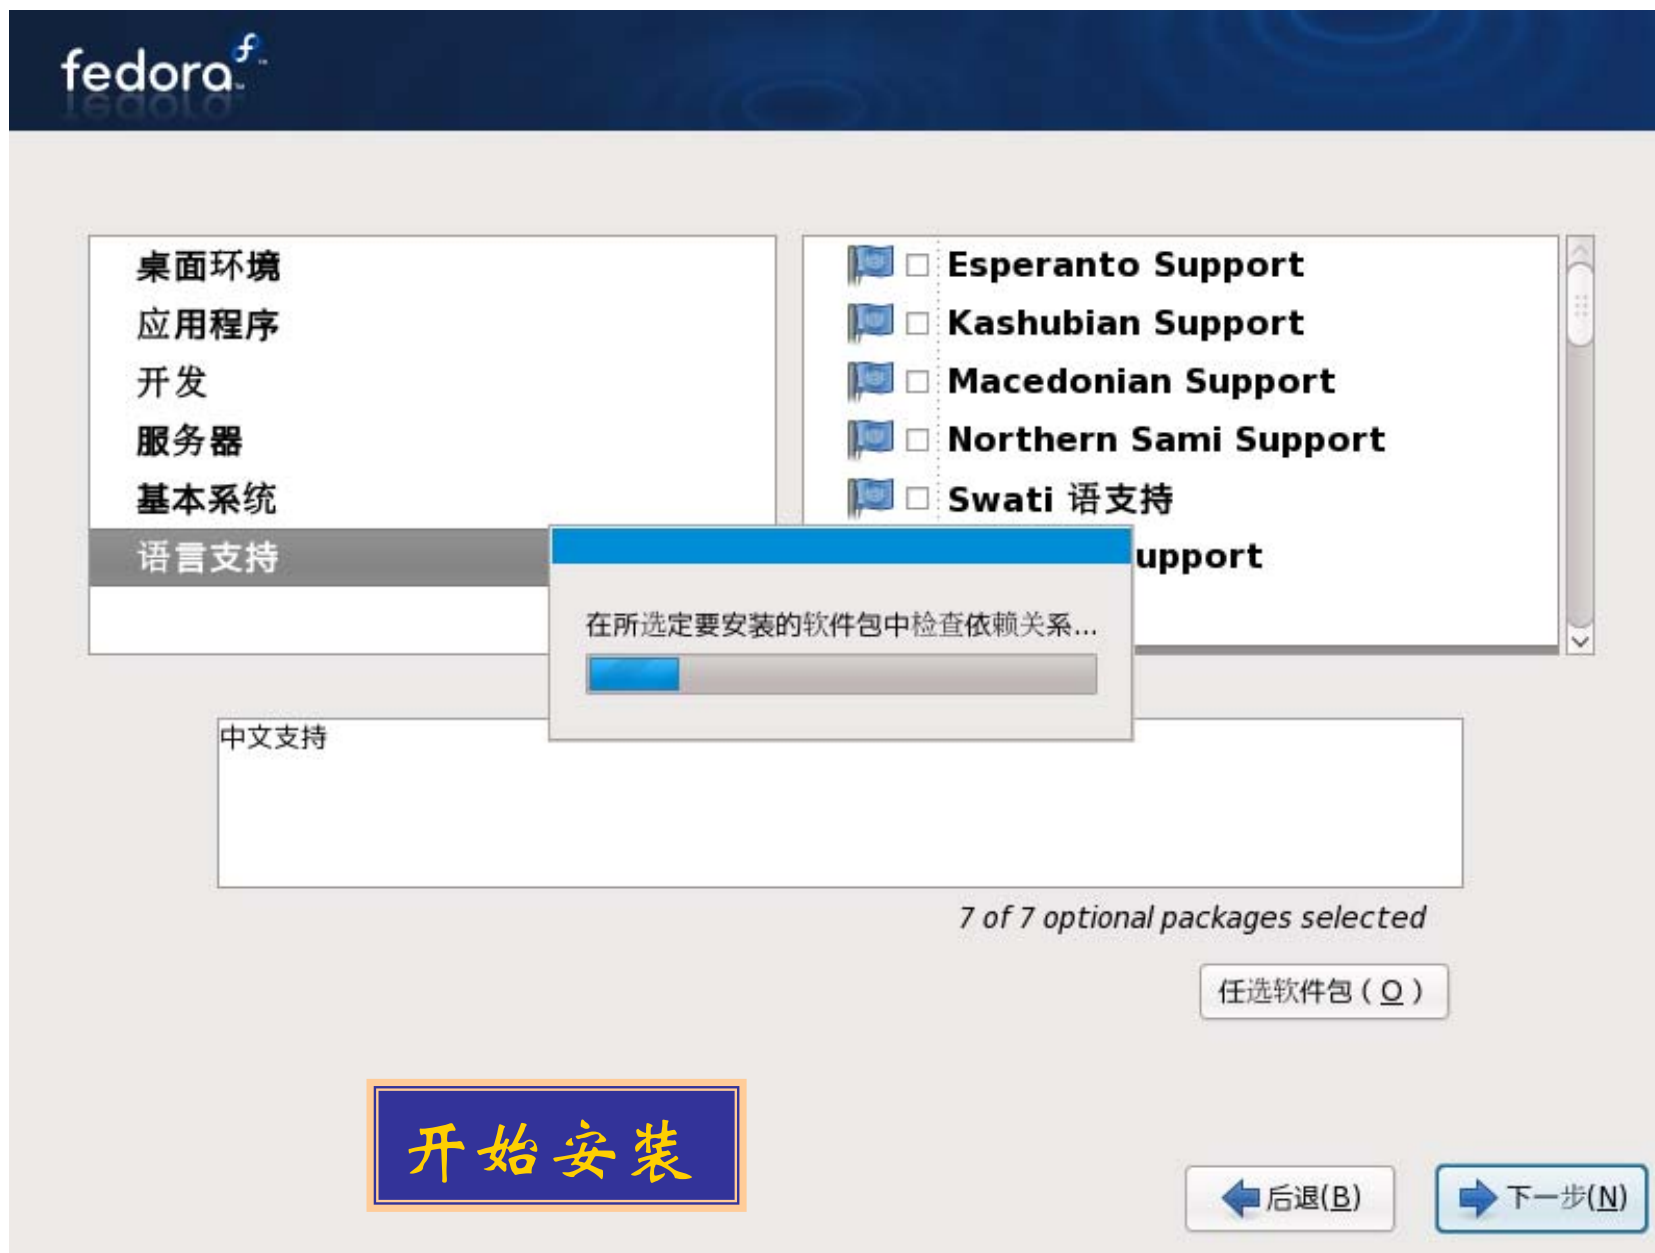 fedora
桌面环境
应用程序
开发
服务器
基本系统
语言支持
Esperanto Support
Kashubian Support
Macedonian Support
Northern Sami Support
Swati 语支持
upport
在所选定要安装的软件包中检查依赖关系...
中文支持
7 of 7 optional packages selected
任选软件包 ( O )
开始安装
后退(B)
下一步(N)